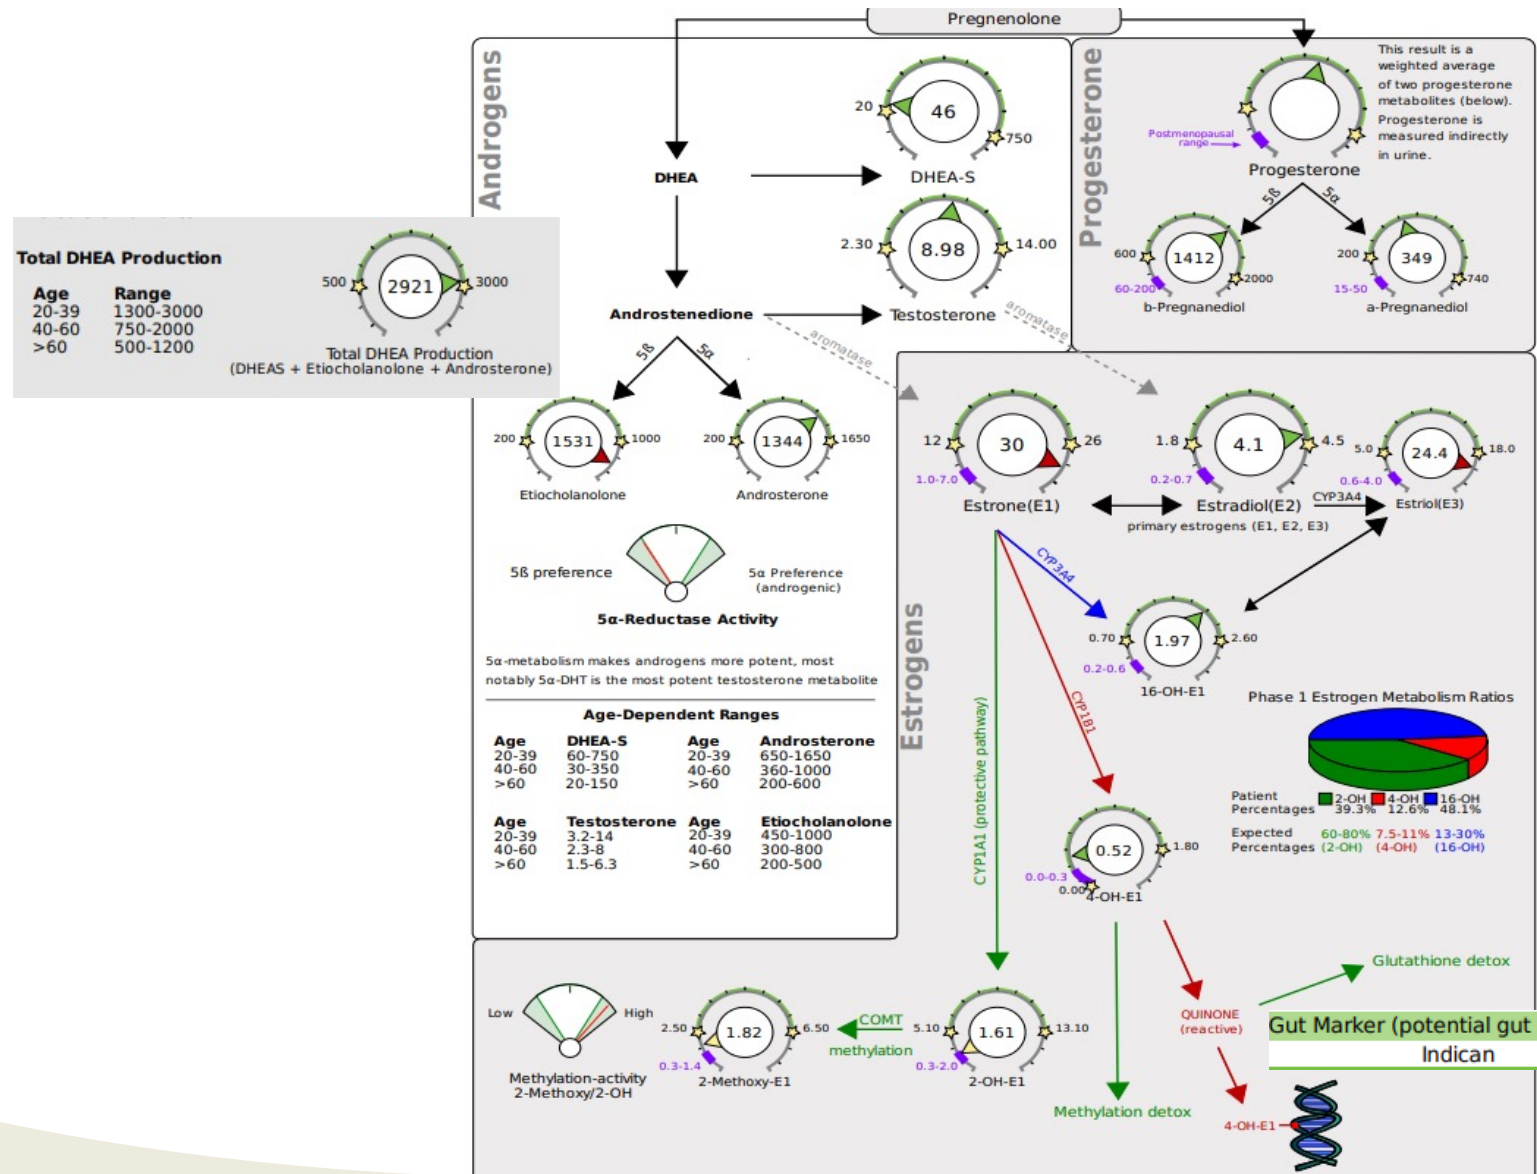 Pregnenolone
Androgens
20
46
750
DHEA
DHEA-S
2.30
8.98
14.00
Androstenedione
Testosterone
aromatase
aromatase
5ß
5α
Total DHEA Production
Age Range
20-39 1300-3000
40-60 750-2000
>60 500-1200
500
2921
3000
Total DHEA Production
(DHEAS + Etiocholanolone + Androsterone)
200
1531
1000
Etiocholanolone
200
1344
1650
Androsterone
5ß preference
5α Preference
(androgenic)
5α-Reductase Activity
5α-metabolism makes androgens more potent, most
notably 5α-DHT is the most potent testosterone metabolite
Age-Dependent Ranges
Age DHEA-S Age Androsterone
20-39 60-750 20-39 650-1650
40-60 30-350 40-60 360-1000
>60 20-150 >60 200-600
Age Testosterone Age Etiocholanolone
20-39 3.2-14 20-39 450-1000
40-60 2.3-8 40-60 300-800
>60 1.5-6.3 >60 200-500
Progesterone
This result is a
weighted average
of two progesterone
metabolites (below).
Progesterone is
measured indirectly
in urine.
Postmenopausal
range
Progesterone
5ß
5α
600
1412
2000
60-200
b-Pregnanediol
200
349
740
15-50
a-Pregnanediol
Estrogens
12
30
26
1.0-7.0
Estrone(E1)
1.8
4.1
4.5
0.2-0.7
Estradiol(E2)
5.0
24.4
18.0
0.6-4.0
Estriol(E3)
CYP3A4
primary estrogens (E1, E2, E3)
CYP3A4
0.70
1.97
2.60
0.2-0.6
16-OH-E1
CYP1B1
CYP1A1 (protective pathway)
Phase 1 Estrogen Metabolism Ratios
Patient 2-OH 4-OH 16-OH
Percentages 39.3% 12.6% 48.1%
Expected 60-80% 7.5-11% 13-30%
Percentages (2-OH) (4-OH) (16-OH)
0.52
1.80
0.0-0.3
0.00
4-OH-E1
Low
High
Methylation-activity
2-Methoxy/2-OH
2.50
1.82
6.50
0.3-1.4
2-Methoxy-E1
COMT
methylation
5.10
1.61
13.10
0.3-2.0
2-OH-E1
Methylation detox
QUINONE
(reactive)
Glutathione detox
Gut Marker (potential gut
Indican
4-OH-E1